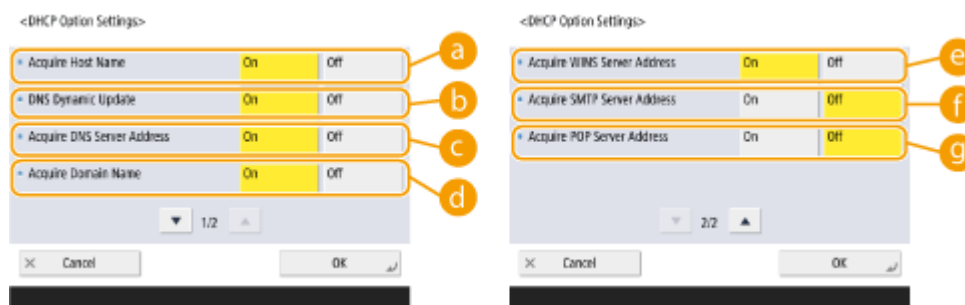 <DHCP Option Settings>
Acquire Host Name On Off a
DNS Dynamic Update On Off b
Acquire DNS Server Address On Off c
Acquire Domain Name On Off d
1/2
Cancel OK
<DHCP Option Settings>
Acquire WINS Server Address On Off e
Acquire SMTP Server Address On Off f
Acquire POP Server Address On Off g
2/2
Cancel OK